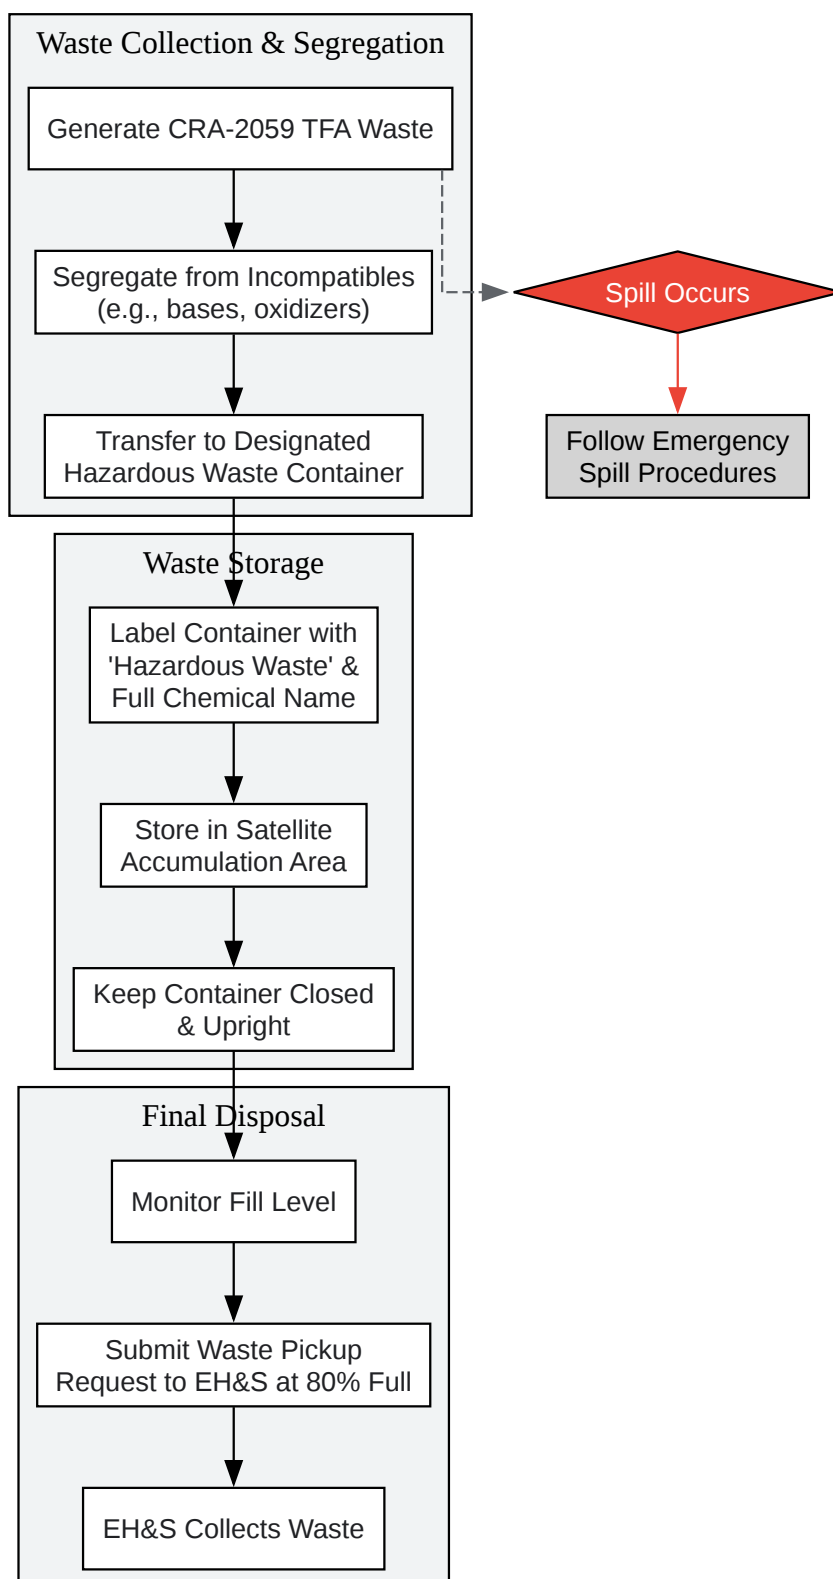 Waste Collection & Segregation
Generate CRA-2059 TFA Waste
Segregate from Incompatibles
(e.g., bases, oxidizers)
Spill Occurs
Transfer to Designated
Hazardous Waste Container
Follow Emergency
Spill Procedures
Waste Storage
Label Container with
'Hazardous Waste' &
Full Chemical Name
Store in Satellite
Accumulation Area
Keep Container Closed
& Upright
Final Disposal
Monitor Fill Level
Submit Waste Pickup
Request to EH&S at 80% Full
EH&S Collects Waste